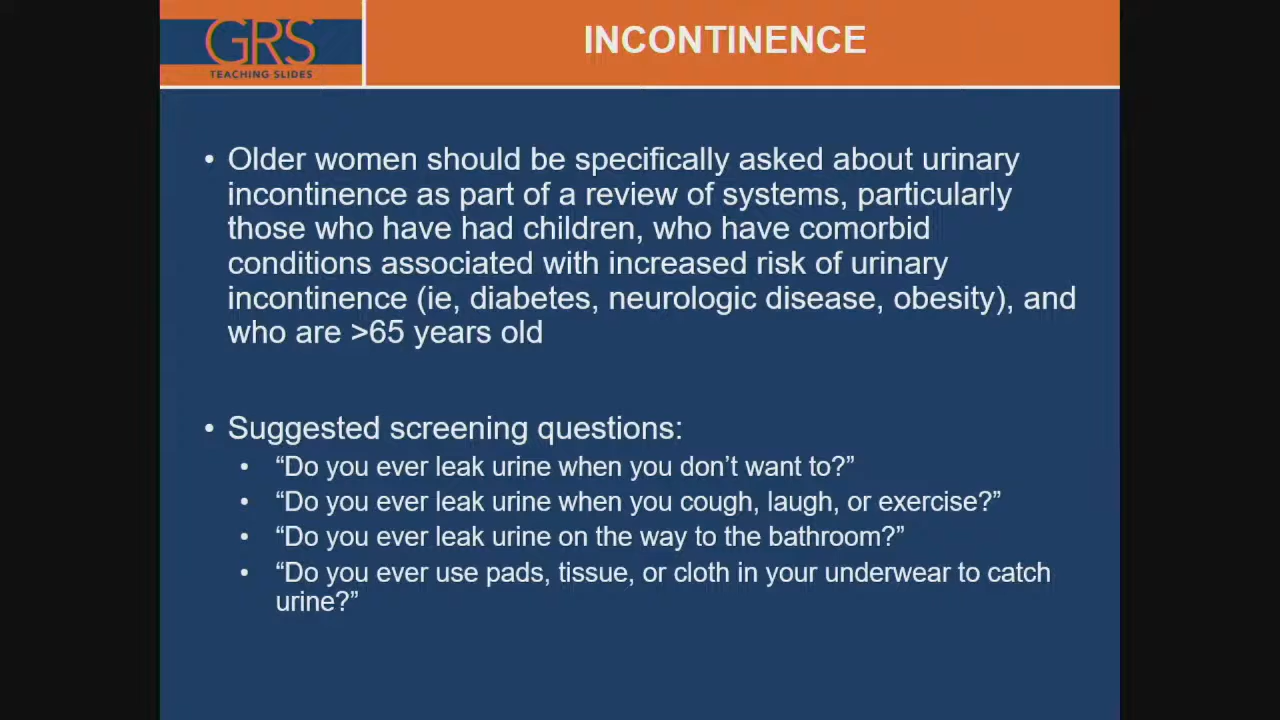 GRS
TEACHING SLIDES
INCONTINENCE
• Older women should be specifically asked about urinary
incontinence as part of a review of systems, particularly
those who have had children, who have comorbid
conditions associated with increased risk of urinary
incontinence (ie, diabetes, neurologic disease, obesity), and
who are >65 years old
• Suggested screening questions:
• “Do you ever leak urine when you don’t want to?”
• “Do you ever leak urine when you cough, laugh, or exercise?”
• “Do you ever leak urine on the way to the bathroom?”
• “Do you ever use pads, tissue, or cloth in your underwear to catch
urine?”